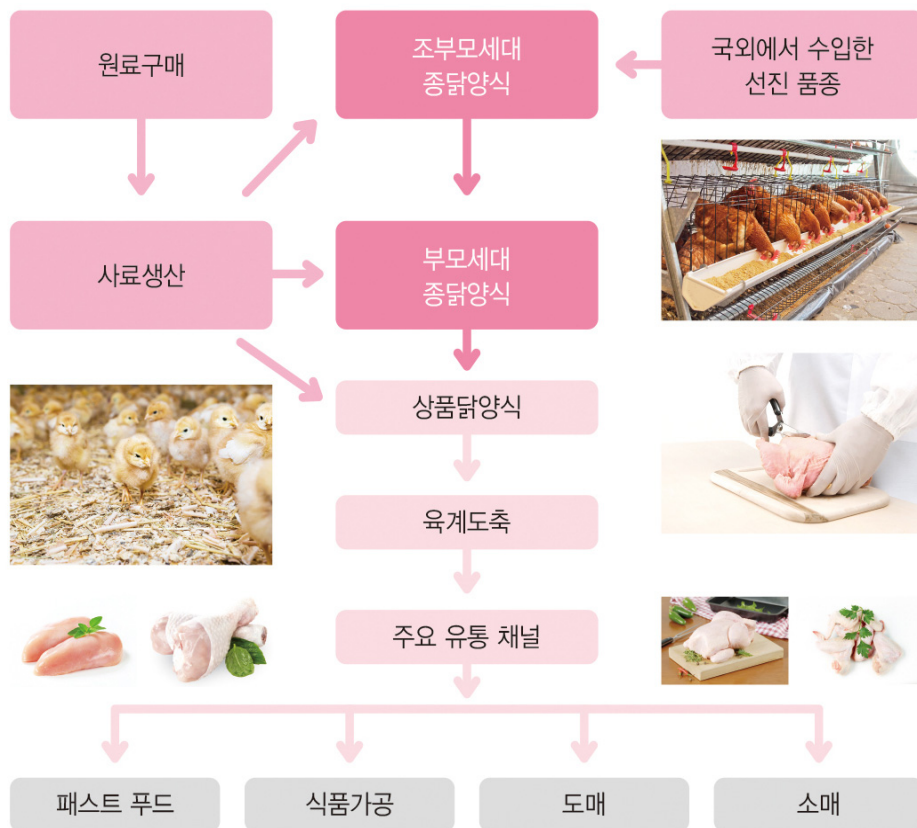 원료구매
조부모세대
종닭양식
국외에서 수입한
선진 품종
사료생산
부모세대
종닭양식
상품닭양식
육계도축
주요 유통 채널
패스트 푸드
식품가공
도매
소매